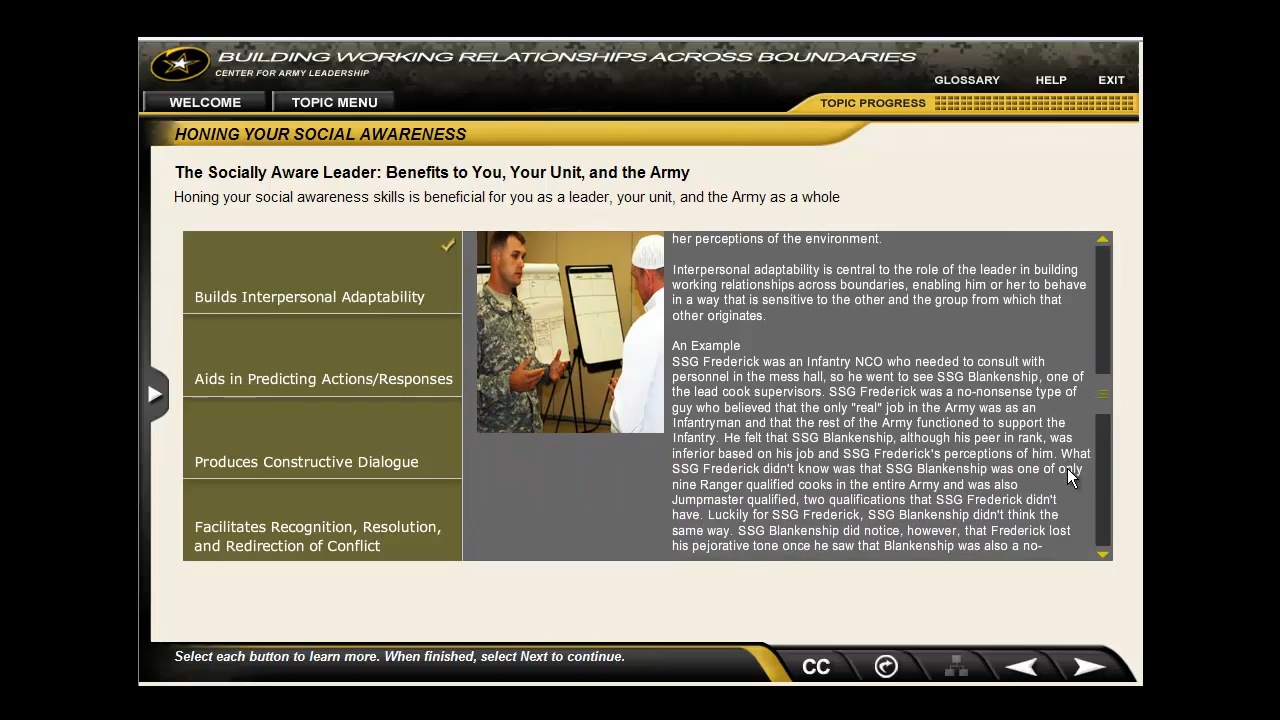 BUILDING WORKING RELATIONSHIPS ACROSS BOUNDARIES
CENTER FOR ARMY LEADERSHIP
GLOSSARY HELP EXIT
WELCOME TOPIC MENU
TOPIC PROGRESS
HONING YOUR SOCIAL AWARENESS
The Socially Aware Leader: Benefits to You, Your Unit, and the Army
Honing your social awareness skills is beneficial for you as a leader, your unit, and the Army as a whole
Builds Interpersonal Adaptability
Aids in Predicting Actions/Responses
Produces Constructive Dialogue
Facilitates Recognition, Resolution,
and Redirection of Conflict
her perceptions of the environment.
Interpersonal adaptability is central to the role of the leader in building
working relationships across boundaries, enabling him or her to behave
in a way that is sensitive to the other and the group from which that
other originates.
An Example
SSG Frederick was an Infantry NCO who needed to consult with
personnel in the mess hall, so he went to see SSG Blankenship, one of
the lead cook supervisors. SSG Frederick was a no-nonsense type of
guy who believed that the only "real" job in the Army was as an
Infantryman and that the rest of the Army functioned to support the
Infantry. He felt that SSG Blankenship, although his peer in rank, was
inferior based on his job and SSG Frederick's perceptions of him. What
SSG Frederick didn't know was that SSG Blankenship was one of only
nine Ranger qualified cooks in the entire Army and was also
Jumpmaster qualified, two qualifications that SSG Frederick didn't
have. Luckily for SSG Frederick, SSG Blankenship didn't think the
same way. SSG Blankenship did notice, however, that Frederick lost
his pejorative tone once he saw that Blankenship was also a no-
Select each button to learn more. When finished, select Next to continue.
CC